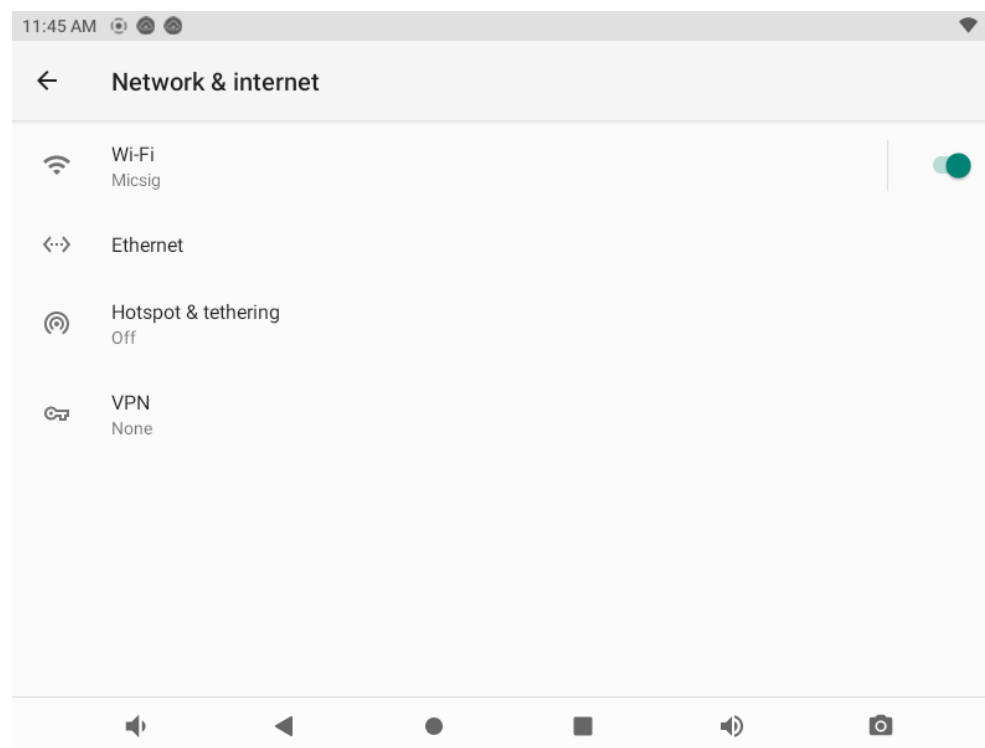 11:45 AM
Network & internet
Wi-Fi
Micsig
Ethernet
Hotspot & tethering
Off
VPN
None